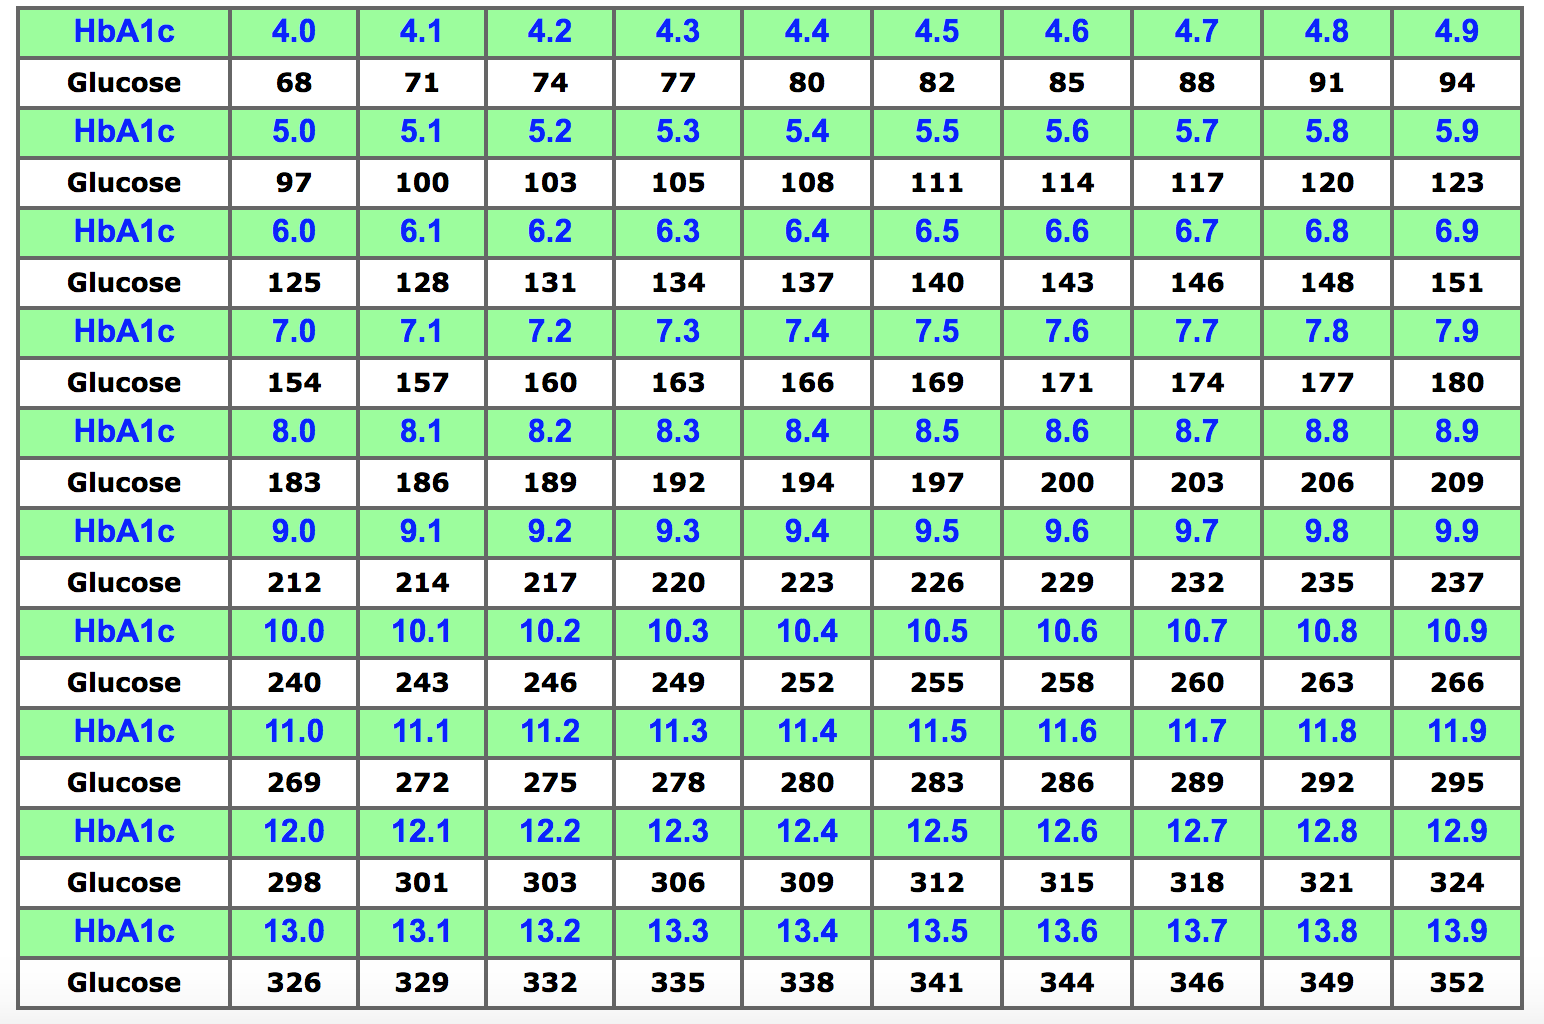 HbA1c 4.0 4.1 4.2 4.3 4.4 4.5 4.6 4.7 4.8 4.9
Glucose 68 71 74 77 80 82 85 88 91 94
HbA1c 5.0 5.1 5.2 5.3 5.4 5.5 5.6 5.7 5.8 5.9
Glucose 97 100 103 105 108 111 114 117 120 123
HbA1c 6.0 6.1 6.2 6.3 6.4 6.5 6.6 6.7 6.8 6.9
Glucose 125 128 131 134 137 140 143 146 148 151
HbA1c 7.0 7.1 7.2 7.3 7.4 7.5 7.6 7.7 7.8 7.9
Glucose 154 157 160 163 166 169 171 174 177 180
HbA1c 8.0 8.1 8.2 8.3 8.4 8.5 8.6 8.7 8.8 8.9
Glucose 183 186 189 192 194 197 200 203 206 209
HbA1c 9.0 9.1 9.2 9.3 9.4 9.5 9.6 9.7 9.8 9.9
Glucose 212 214 217 220 223 226 229 232 235 237
HbA1c 10.0 10.1 10.2 10.3 10.4 10.5 10.6 10.7 10.8 10.9
Glucose 240 243 246 249 252 255 258 260 263 266
HbA1c 11.0 11.1 11.2 11.3 11.4 11.5 11.6 11.7 11.8 11.9
Glucose 269 272 275 278 280 283 286 289 292 295
HbA1c 12.0 12.1 12.2 12.3 12.4 12.5 12.6 12.7 12.8 12.9
Glucose 298 301 303 306 309 312 315 318 321 324
HbA1c 13.0 13.1 13.2 13.3 13.4 13.5 13.6 13.7 13.8 13.9
Glucose 326 329 332 335 338 341 344 346 349 352